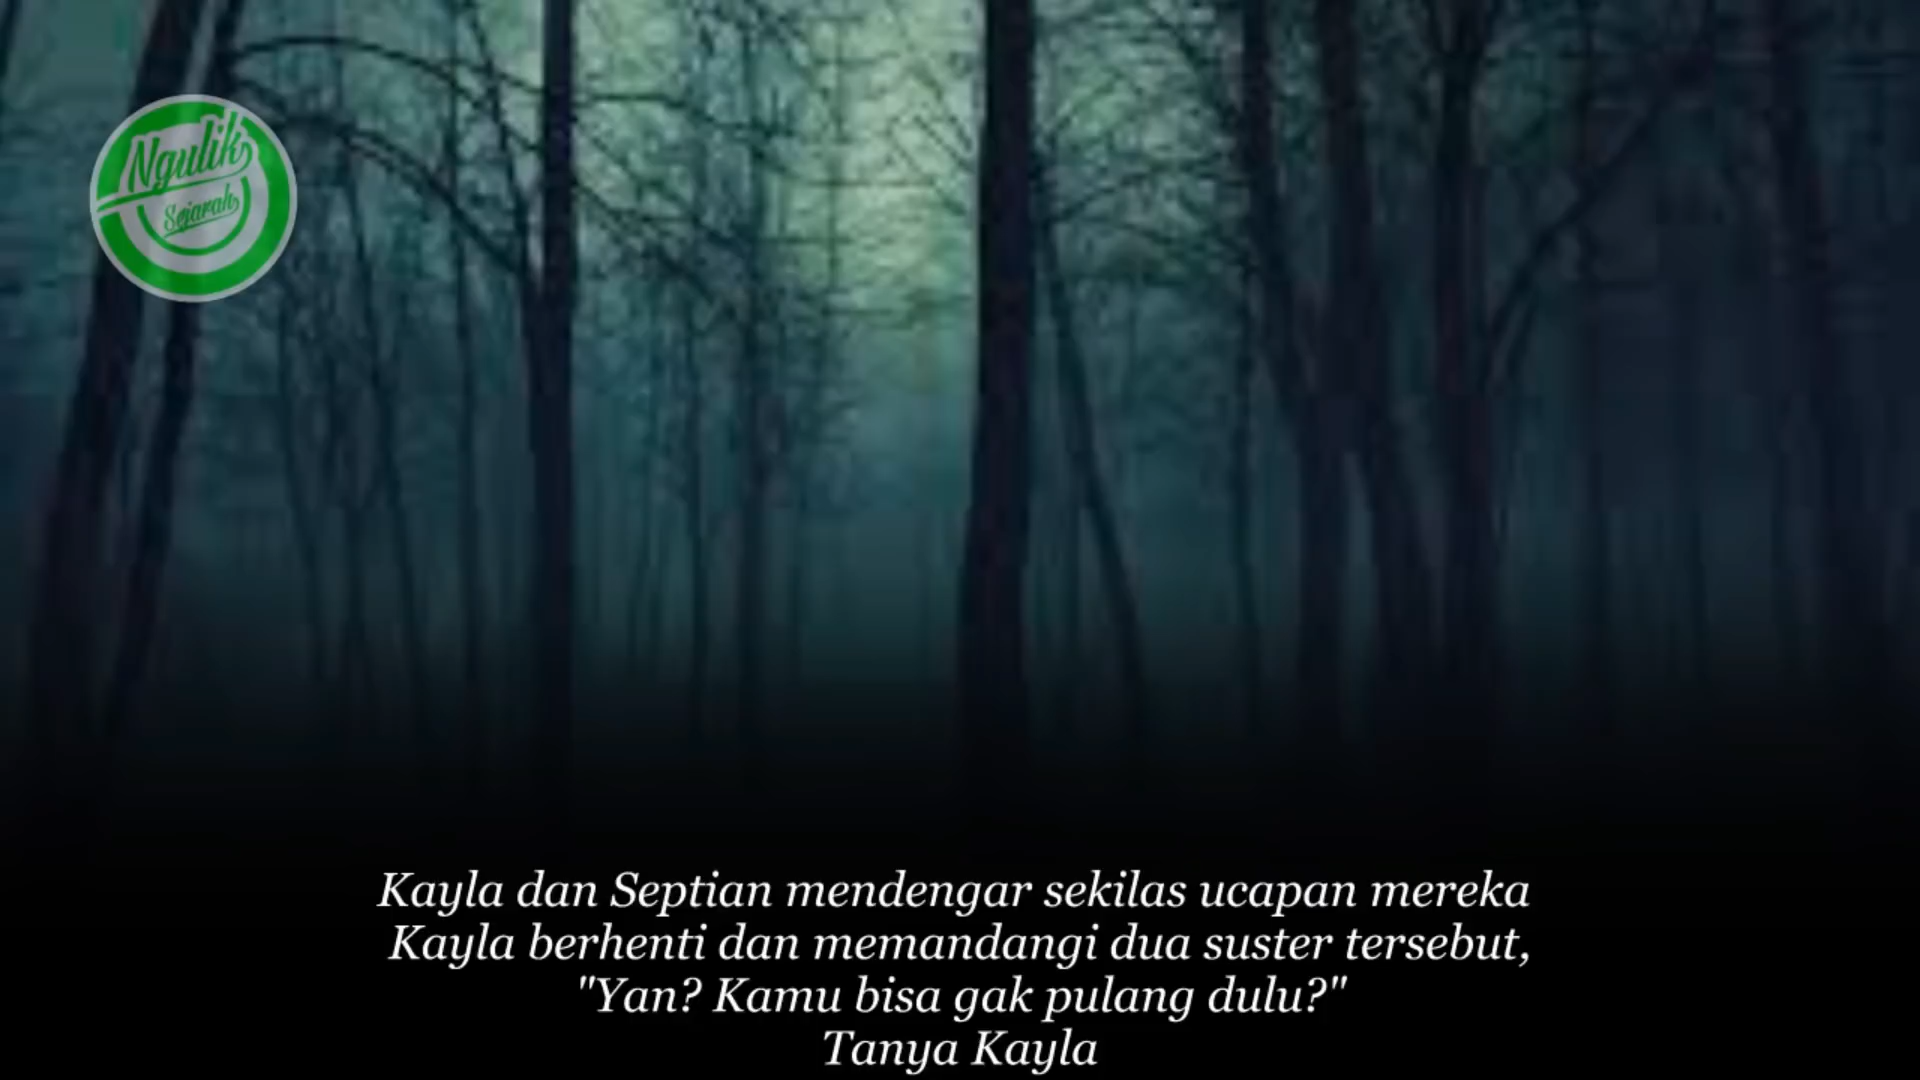 Ngulik
Sejarah
Kayla dan Septian mendengar sekilas ucapan mereka
Kayla berhenti dan memandangi dua suster tersebut,
"Yan? Kamu bisa gak pulang dulu?"
Tanya Kayla